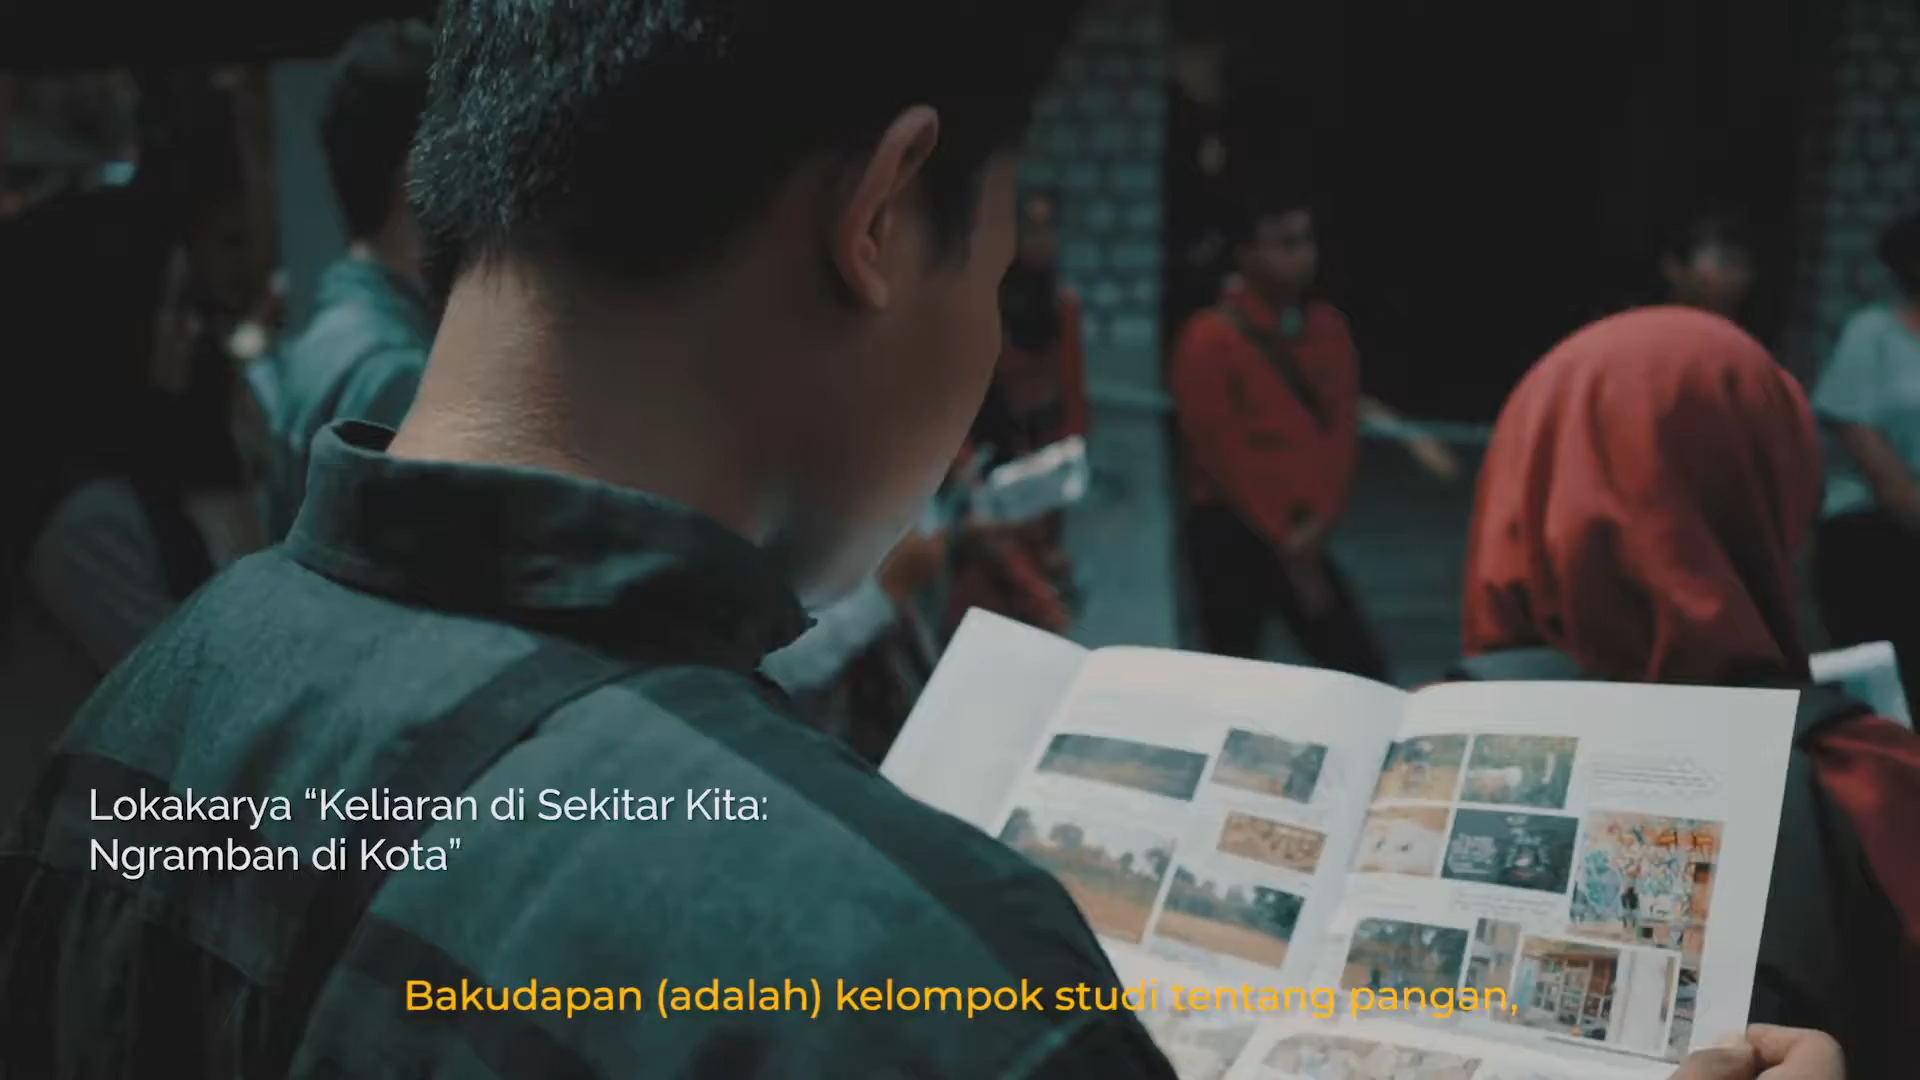 Lokakarya “Keliaran di Sekitar Kita:
Ngramban di Kota”
Bakudapan (adalah) kelompok studi tentang pangan,